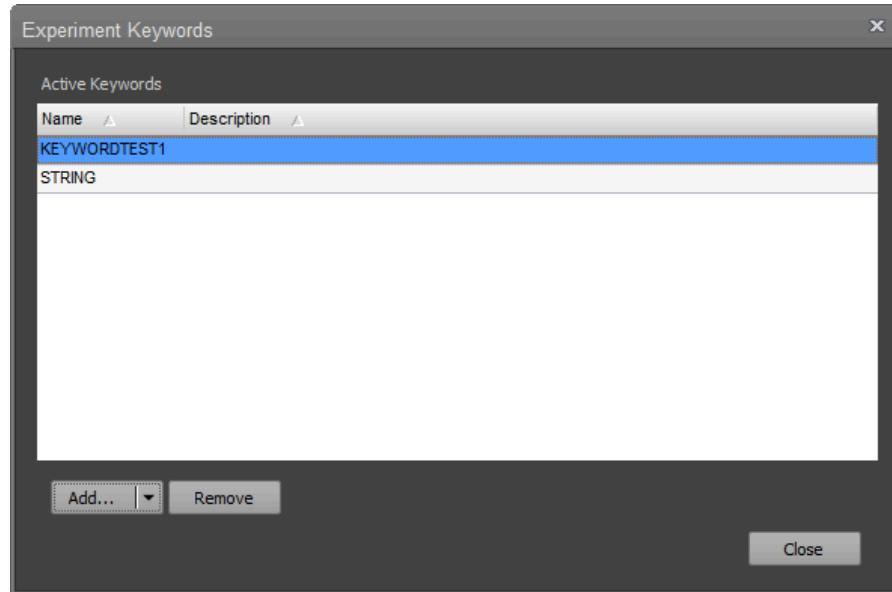 Experiment Keywords
Active Keywords
Name Description
KEYWORDTEST1
STRING
Add... Remove
Close